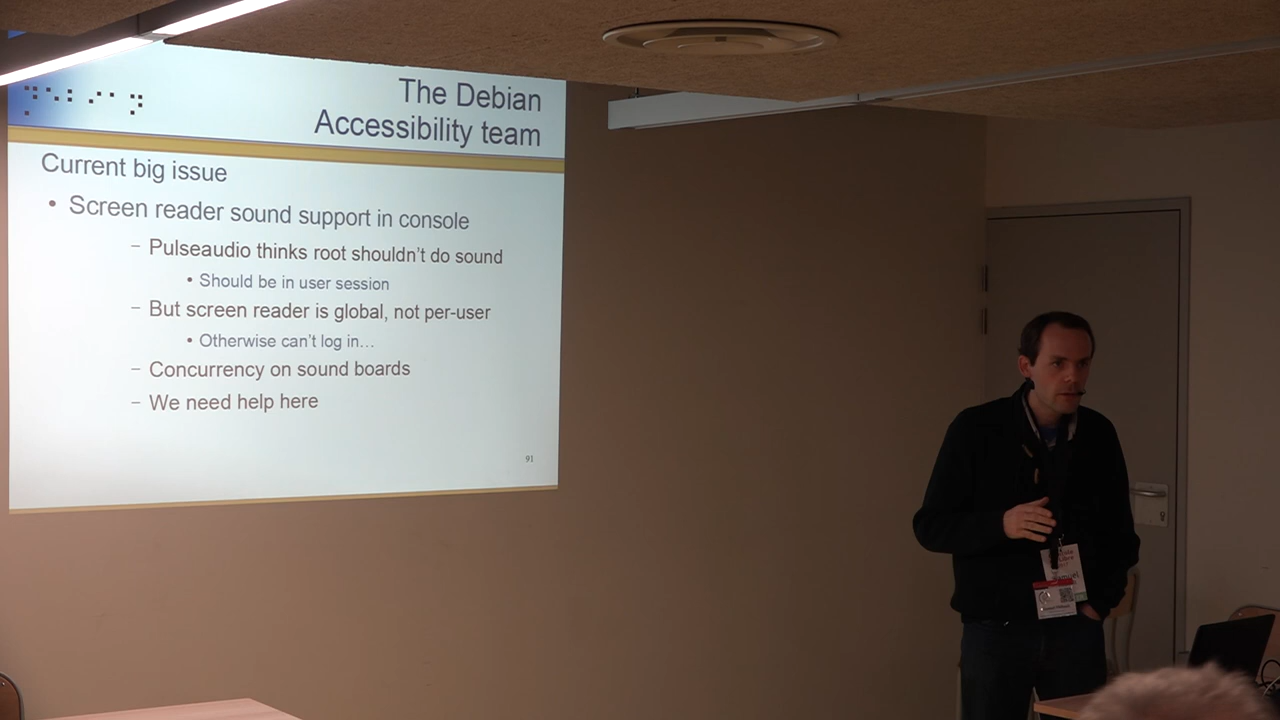 The Debian
Accessibility team
Current big issue
• Screen reader sound support in console
– Pulseaudio thinks root shouldn't do sound
• Should be in user session
– But screen reader is global, not per-user
• Otherwise can't log in…
– Concurrency on sound boards
– We need help here
91